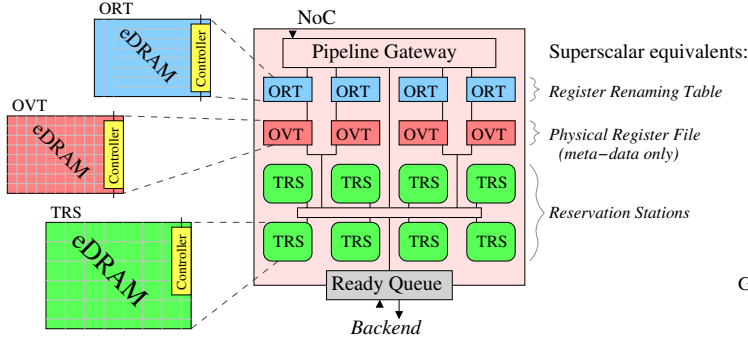 ORT
eDRAM
Controller
OVT
eDRAM
Controller
TRS
eDRAM
Controller
NoC
Pipeline Gateway
ORT ORT ORT ORT
OVT OVT OVT OVT
TRS TRS TRS TRS
TRS TRS TRS TRS
Ready Queue
Backend
Superscalar equivalents:
Register Renaming Table
Physical Register File
(meta−data only)
Reservation Stations
G